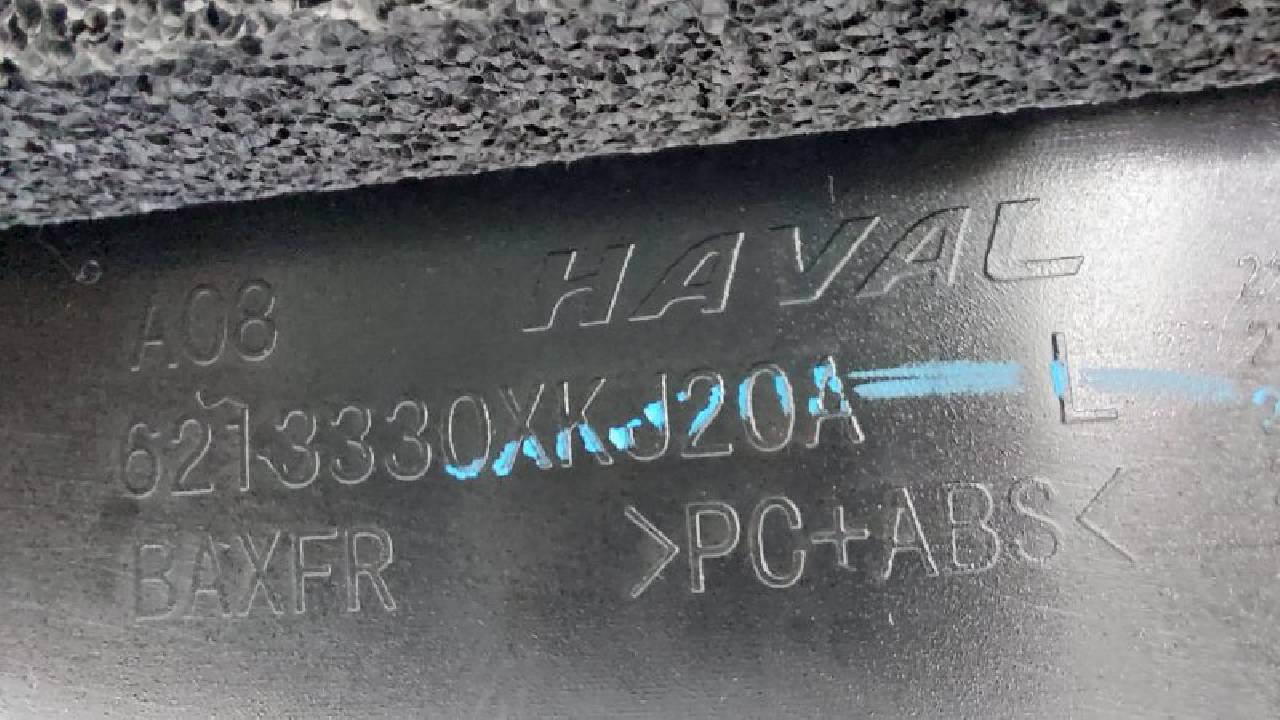 HAVAL
A08
6213330XKJ20A L
BAXFR >PC+ABS<